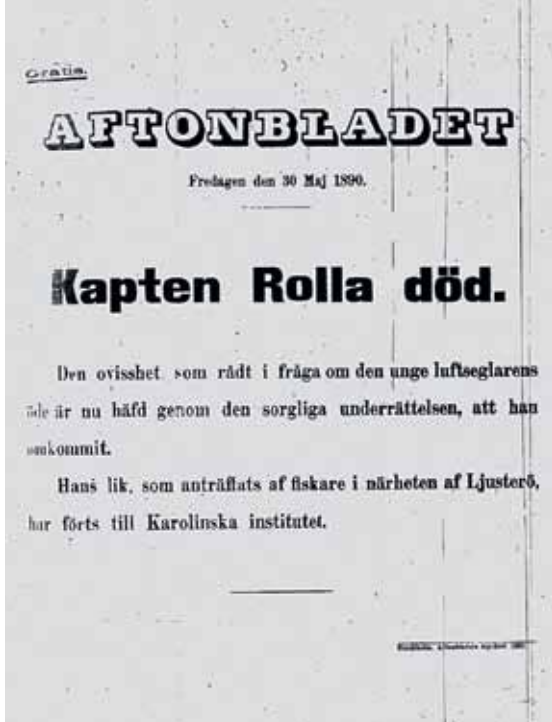 Gratis.
AFTONBLADET
Fredagen den 30 Maj 1890.
Kapten Rolla död.
Den ovisshet som rådt i fråga om den unge luftseglarens
öde är nu häfd genom den sorgliga underrättelsen, att han
omkommit.
Hans lik, som anträffats af fiskare i närheten af Ljusterö,
har förts till Karolinska institutet.